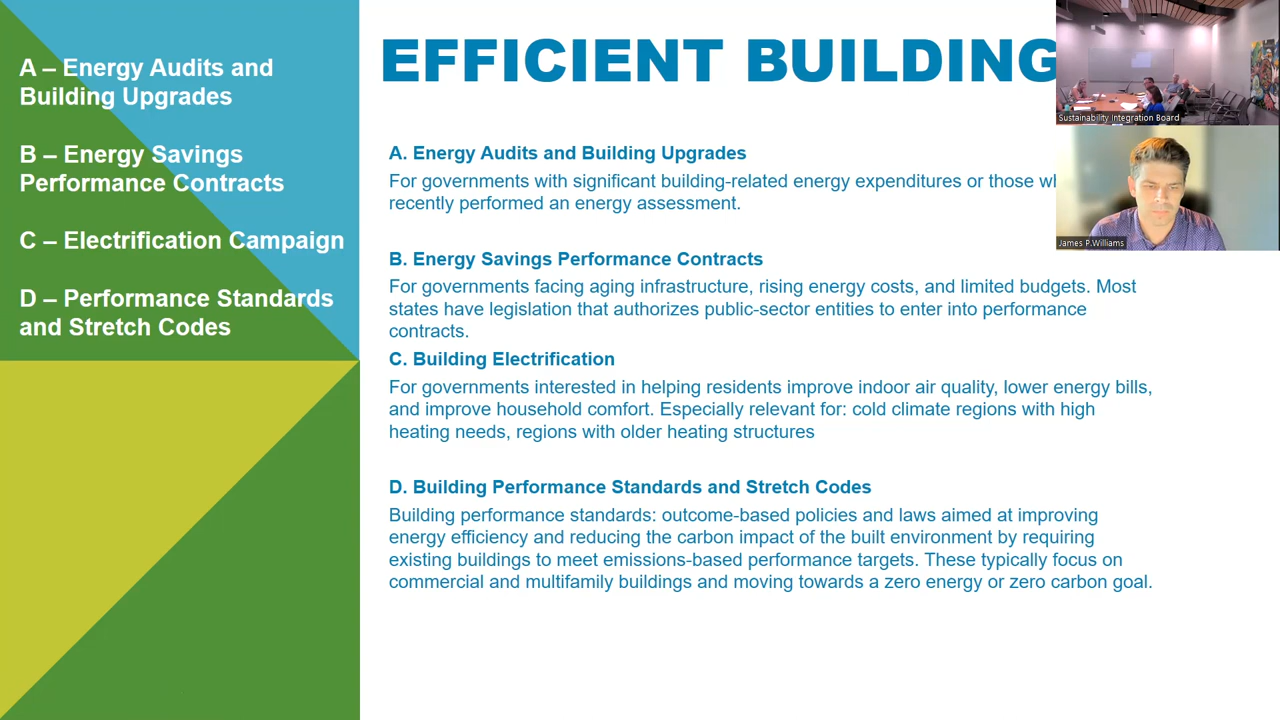 A – Energy Audits and
Building Upgrades
B – Energy Savings
Performance Contracts
C – Electrification Campaign
D – Performance Standards
and Stretch Codes
EFFICIENT BUILDING
A. Energy Audits and Building Upgrades
For governments with significant building-related energy expenditures or those
recently performed an energy assessment.
B. Energy Savings Performance Contracts
For governments facing aging infrastructure, rising energy costs, and limited budgets. Most
states have legislation that authorizes public-sector entities to enter into performance
contracts.
C. Building Electrification
For governments interested in helping residents improve indoor air quality, lower energy bills,
and improve household comfort. Especially relevant for: cold climate regions with high
heating needs, regions with older heating structures
D. Building Performance Standards and Stretch Codes
Building performance standards: outcome-based policies and laws aimed at improving
energy efficiency and reducing the carbon impact of the built environment by requiring
existing buildings to meet emissions-based performance targets. These typically focus on
commercial and multifamily buildings and moving towards a zero energy or zero carbon goal.
Sustainability Integration Board
James P.Williams